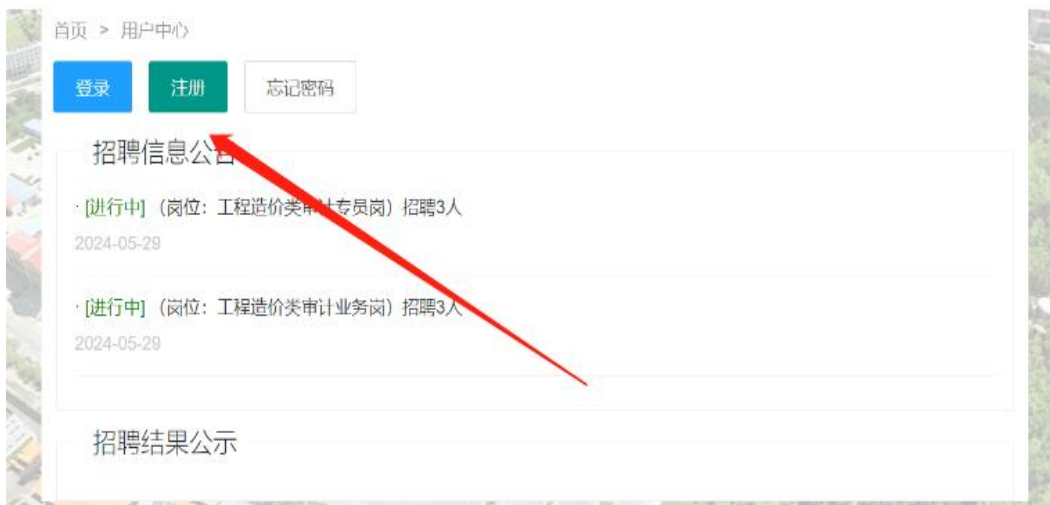 首页 > 用户中心
登录 注册 忘记密码
招聘信息公告
· [进行中] （岗位：工程造价类审计专员岗）招聘3人
2024-05-29
· [进行中] （岗位：工程造价类审计业务岗）招聘3人
2024-05-29
招聘结果公示